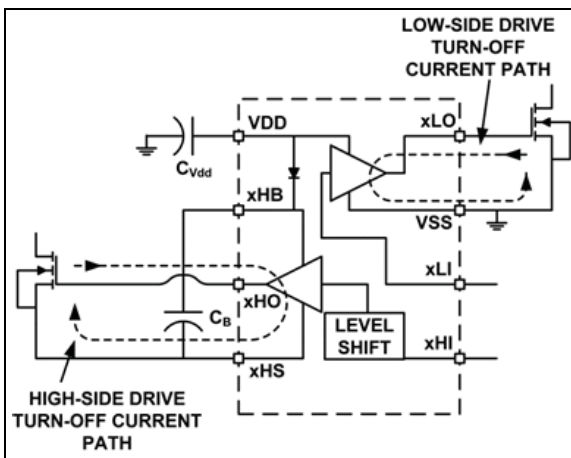 LOW-SIDE DRIVE
TURN-OFF
CURRENT PATH
VDD
xLO
CVdd
xHB
VSS
xLI
xHO
CB
LEVEL
SHIFT
xHI
xHS
HIGH-SIDE DRIVE
TURN-OFF CURRENT
PATH